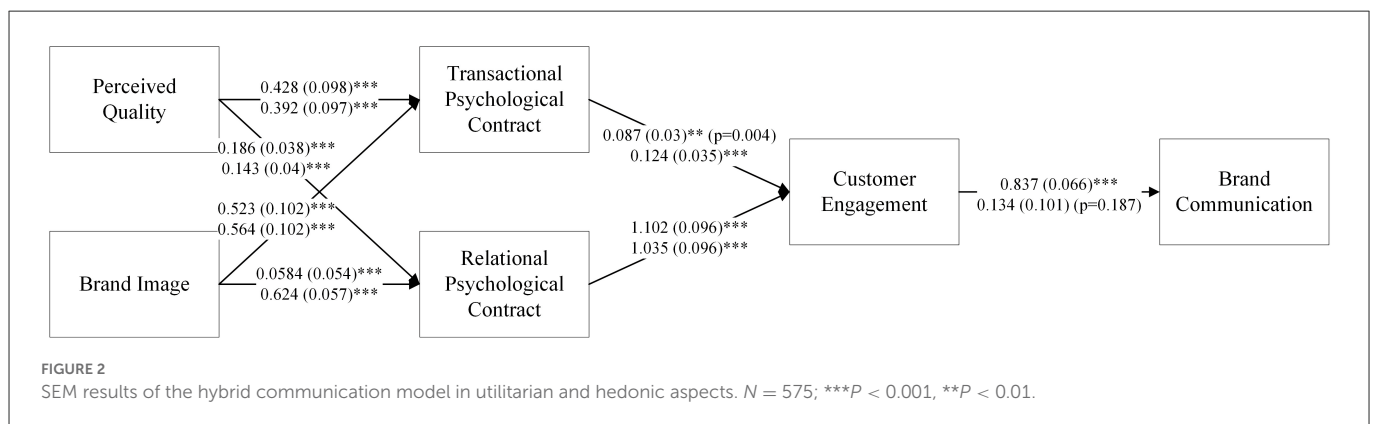 Perceived
Quality
0.428 (0.098)***
0.392 (0.097)***
Transactional
Psychological
Contract
0.186 (0.038)***
0.143 (0.04)***
0.087 (0.03)** (p=0.004)
0.124 (0.035)***
Customer
Engagement
0.837 (0.066)***
0.134 (0.101) (p=0.187)
Brand
Communication
0.523 (0.102)***
0.564 (0.102)***
1.102 (0.096)***
1.035 (0.096)***
Brand Image
0.0584 (0.054)***
0.624 (0.057)***
Relational
Psychological
Contract
FIGURE 2
SEM results of the hybrid communication model in utilitarian and hedonic aspects. N = 575; ***P < 0.001, **P < 0.01.